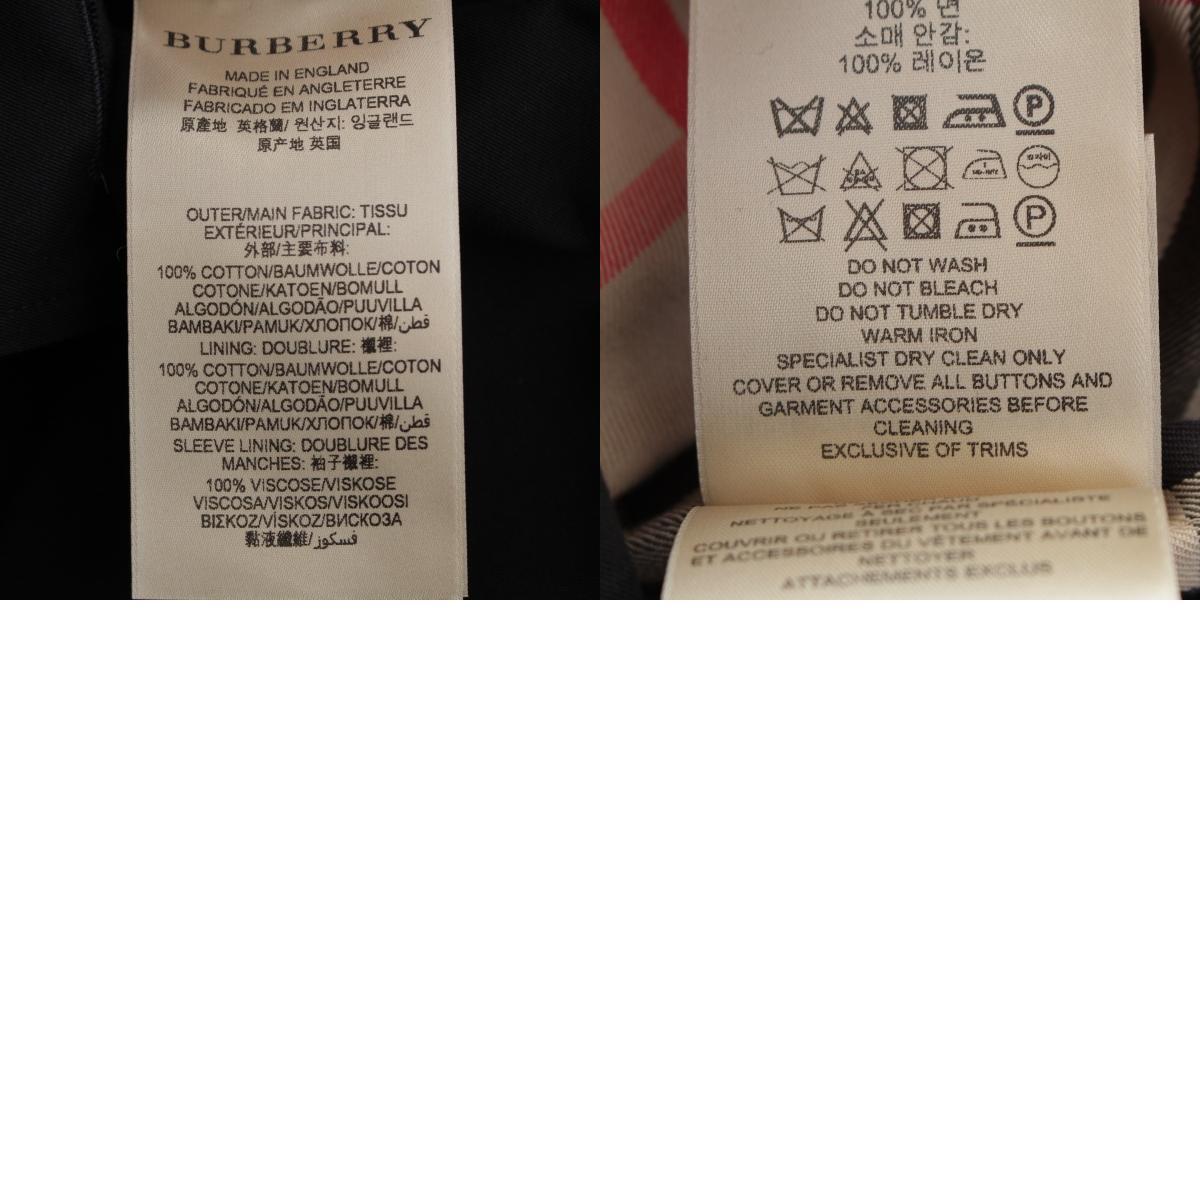 BURBERRY
MADE IN ENGLAND
FABRIQUÉ EN ANGLETERRE
FABRICADO EM INGLATERRA
原產地 英格蘭/ 원산지: 잉글랜드
原产地 英国
OUTER/MAIN FABRIC: TISSU
EXTÉRIEUR/PRINCIPAL:
外部/主要布料:
100% COTTON/BAUMWOLLE/COTON
COTONE/KATOEN/BOMULL
ALGODÓN/ALGODÃO/PUUVILLA
BAMBAKI/PAMUK/ХЛОПОК/棉/قطن
LINING: DOUBLURE: 襯裡:
100% COTTON/BAUMWOLLE/COTON
COTONE/KATOEN/BOMULL
ALGODÓN/ALGODÃO/PUUVILLA
BAMBAKI/PAMUK/ХЛОПОК/棉/قطن
SLEEVE LINING: DOUBLURE DES
MANCHES: 袖子襯裡:
100% VISCOSE/VISKOSE
VISCOSA/VISKOS/VISKOOSI
ΒΙΣΚΟΖ/VİSKOZ/ВИСКОЗА
黏液纖維/فسكوز
100% 면
소매 안감:
100% 레이온
P
P
DO NOT WASH
DO NOT BLEACH
DO NOT TUMBLE DRY
WARM IRON
SPECIALIST DRY CLEAN ONLY
COVER OR REMOVE ALL BUTTONS AND
GARMENT ACCESSORIES BEFORE
CLEANING
EXCLUSIVE OF TRIMS
NETTOYAGE A SEC PAR SPÉCIALISTE
SEULEMENT
COUVRIR OU RETIRER TOUS LES BOUTONS
ET ACCESSOIRES DU VÊTEMENT AVANT DE
NETTOYER
ATTACHEMENTS EXCLUS